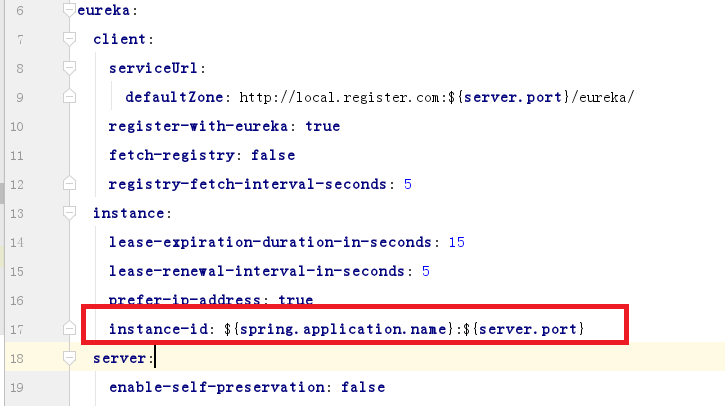 6 eureka:
7 client:
8 serviceUrl:
9 defaultZone: http://local.register.com:${server.port}/eureka/
10 register-with-eureka: true
11 fetch-registry: false
12 registry-fetch-interval-seconds: 5
13 instance:
14 lease-expiration-duration-in-seconds: 15
15 lease-renewal-interval-in-seconds: 5
16 prefer-ip-address: true
17 instance-id: ${spring.application.name}:${server.port}
18 server:
19 enable-self-preservation: false